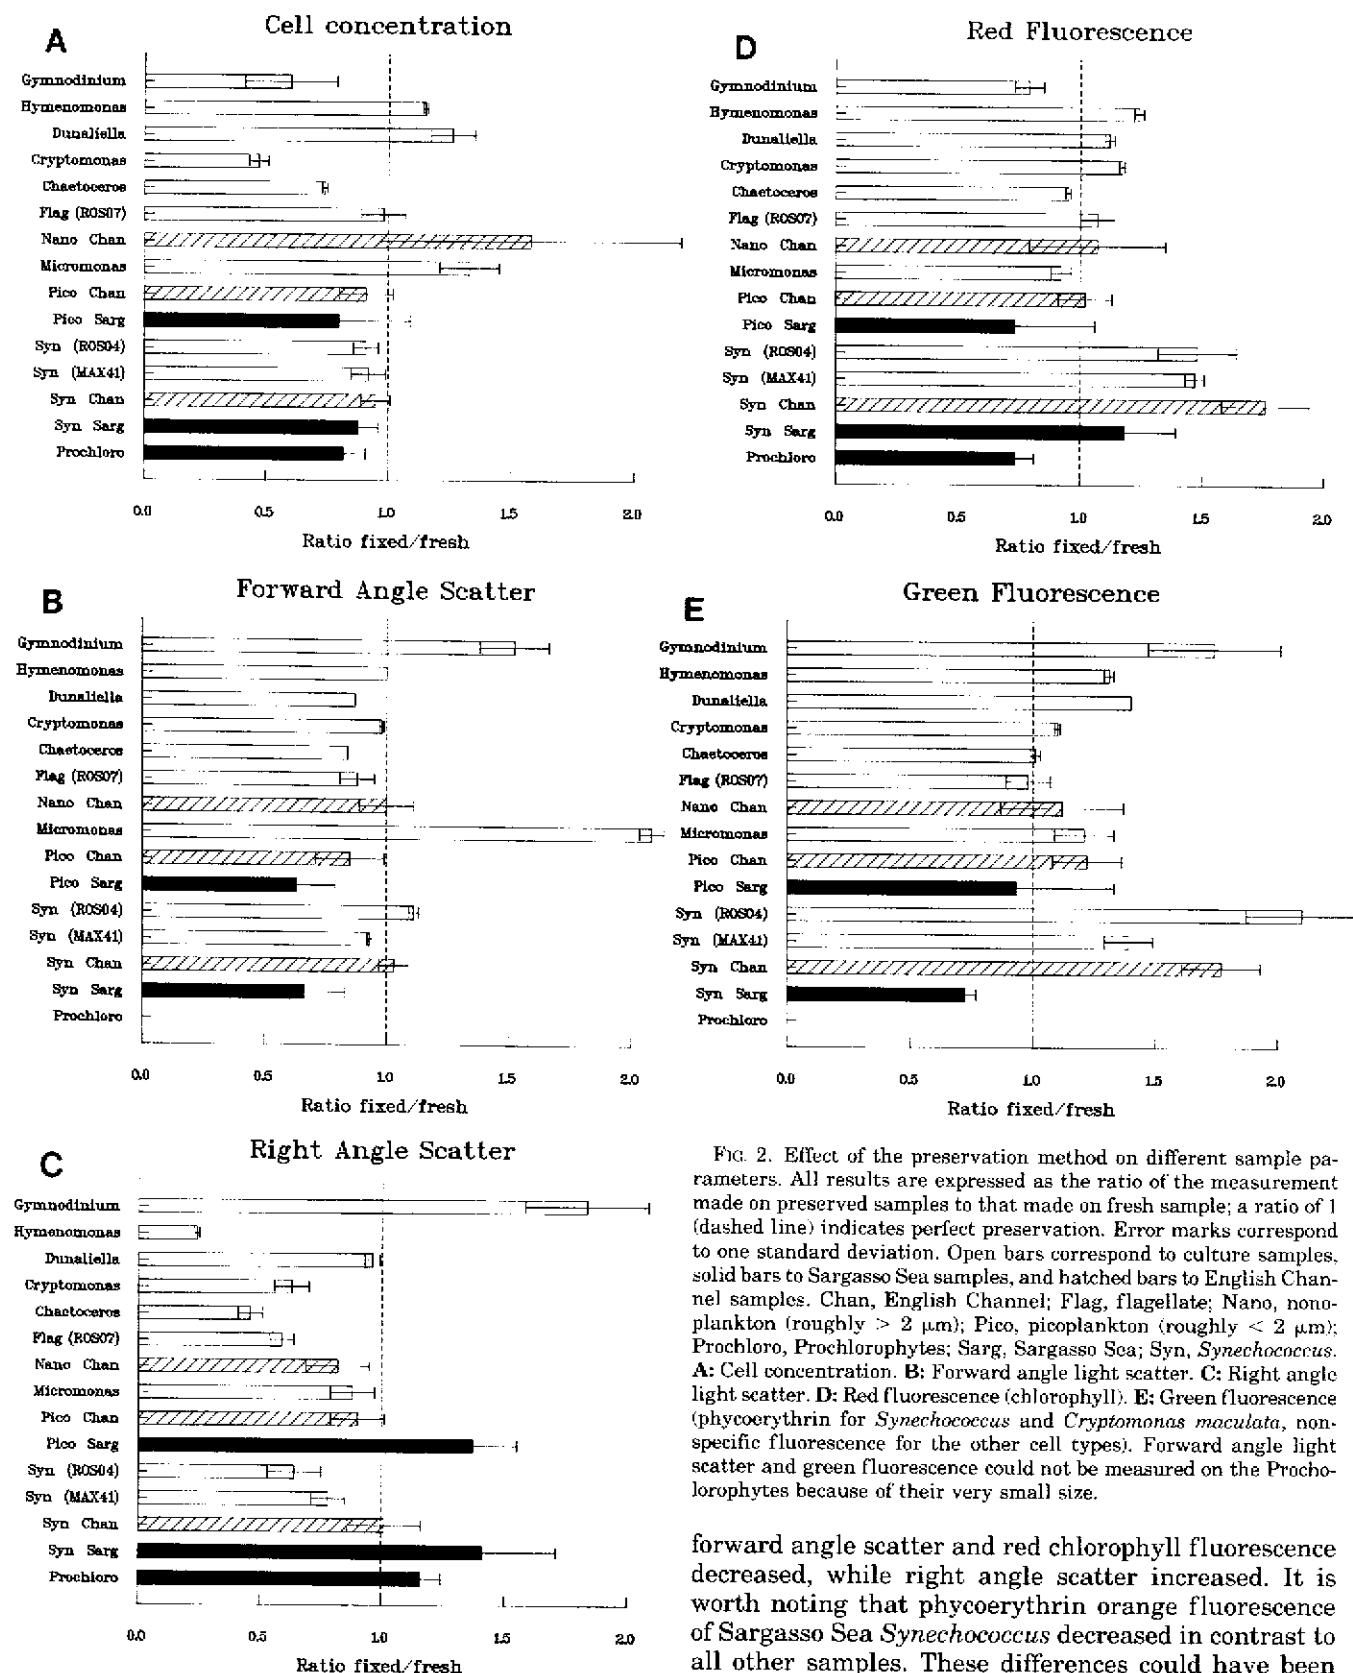 A
Cell concentration
Gymnodinium
Hymenomonas
Dunaliella
Cryptomonas
Chaetoceros
Flag (ROS07)
Nano Chan
Micromonas
Pico Chan
Pico Sarg
Syn (ROS04)
Syn (MAX41)
Syn Chan
Syn Sarg
Prochloro
0.0 0.5 1.0 1.5 2.0
Ratio fixed/fresh
D
Red Fluorescence
Gymnodinium
Hymenomonas
Dunaliella
Cryptomonas
Chaetoceros
Flag (ROS07)
Nano Chan
Micromonas
Pico Chan
Pico Sarg
Syn (ROS04)
Syn (MAX41)
Syn Chan
Syn Sarg
Prochloro
0.0 0.5 1.0 1.5 2.0
Ratio fixed/fresh
B
Forward Angle Scatter
Gymnodinium
Hymenomonas
Dunaliella
Cryptomonas
Chaetoceros
Flag (ROS07)
Nano Chan
Micromonas
Pico Chan
Pico Sarg
Syn (ROS04)
Syn (MAX41)
Syn Chan
Syn Sarg
Prochloro
0.0 0.5 1.0 1.5 2.0
Ratio fixed/fresh
E
Green Fluorescence
Gymnodinium
Hymenomonas
Dunaliella
Cryptomonas
Chaetoceros
Flag (ROS07)
Nano Chan
Micromonas
Pico Chan
Pico Sarg
Syn (ROS04)
Syn (MAX41)
Syn Chan
Syn Sarg
Prochloro
0.0 0.5 1.0 1.5 2.0
Ratio fixed/fresh
C
Right Angle Scatter
Gymnodinium
Hymenomonas
Dunaliella
Cryptomonas
Chaetoceros
Flag (ROS07)
Nano Chan
Micromonas
Pico Chan
Pico Sarg
Syn (ROS04)
Syn (MAX41)
Syn Chan
Syn Sarg
Prochloro
0.0 0.5 1.0 1.5 2.0
Ratio fixed/fresh
FIG. 2. Effect of the preservation method on different sample pa-
rameters. All results are expressed as the ratio of the measurement
made on preserved samples to that made on fresh sample; a ratio of 1
(dashed line) indicates perfect preservation. Error marks correspond
to one standard deviation. Open bars correspond to culture samples,
solid bars to Sargasso Sea samples, and hatched bars to English Chan-
nel samples. Chan, English Channel; Flag, flagellate; Nano, nono-
plankton (roughly > 2 μm); Pico, picoplankton (roughly < 2 μm);
Prochloro, Prochlorophytes; Sarg, Sargasso Sea; Syn, Synechococcus.
A: Cell concentration. B: Forward angle light scatter. C: Right angle
light scatter. D: Red fluorescence (chlorophyll). E: Green fluorescence
(phycoerythrin for Synechococcus and Cryptomonas maculata, non-
specific fluorescence for the other cell types). Forward angle light
scatter and green fluorescence could not be measured on the Procho-
lorophytes because of their very small size.
forward angle scatter and red chlorophyll fluorescence
decreased, while right angle scatter increased. It is
worth noting that phycoerythrin orange fluorescence
of Sargasso Sea Synechococcus decreased in contrast to
all other samples. These differences could have been